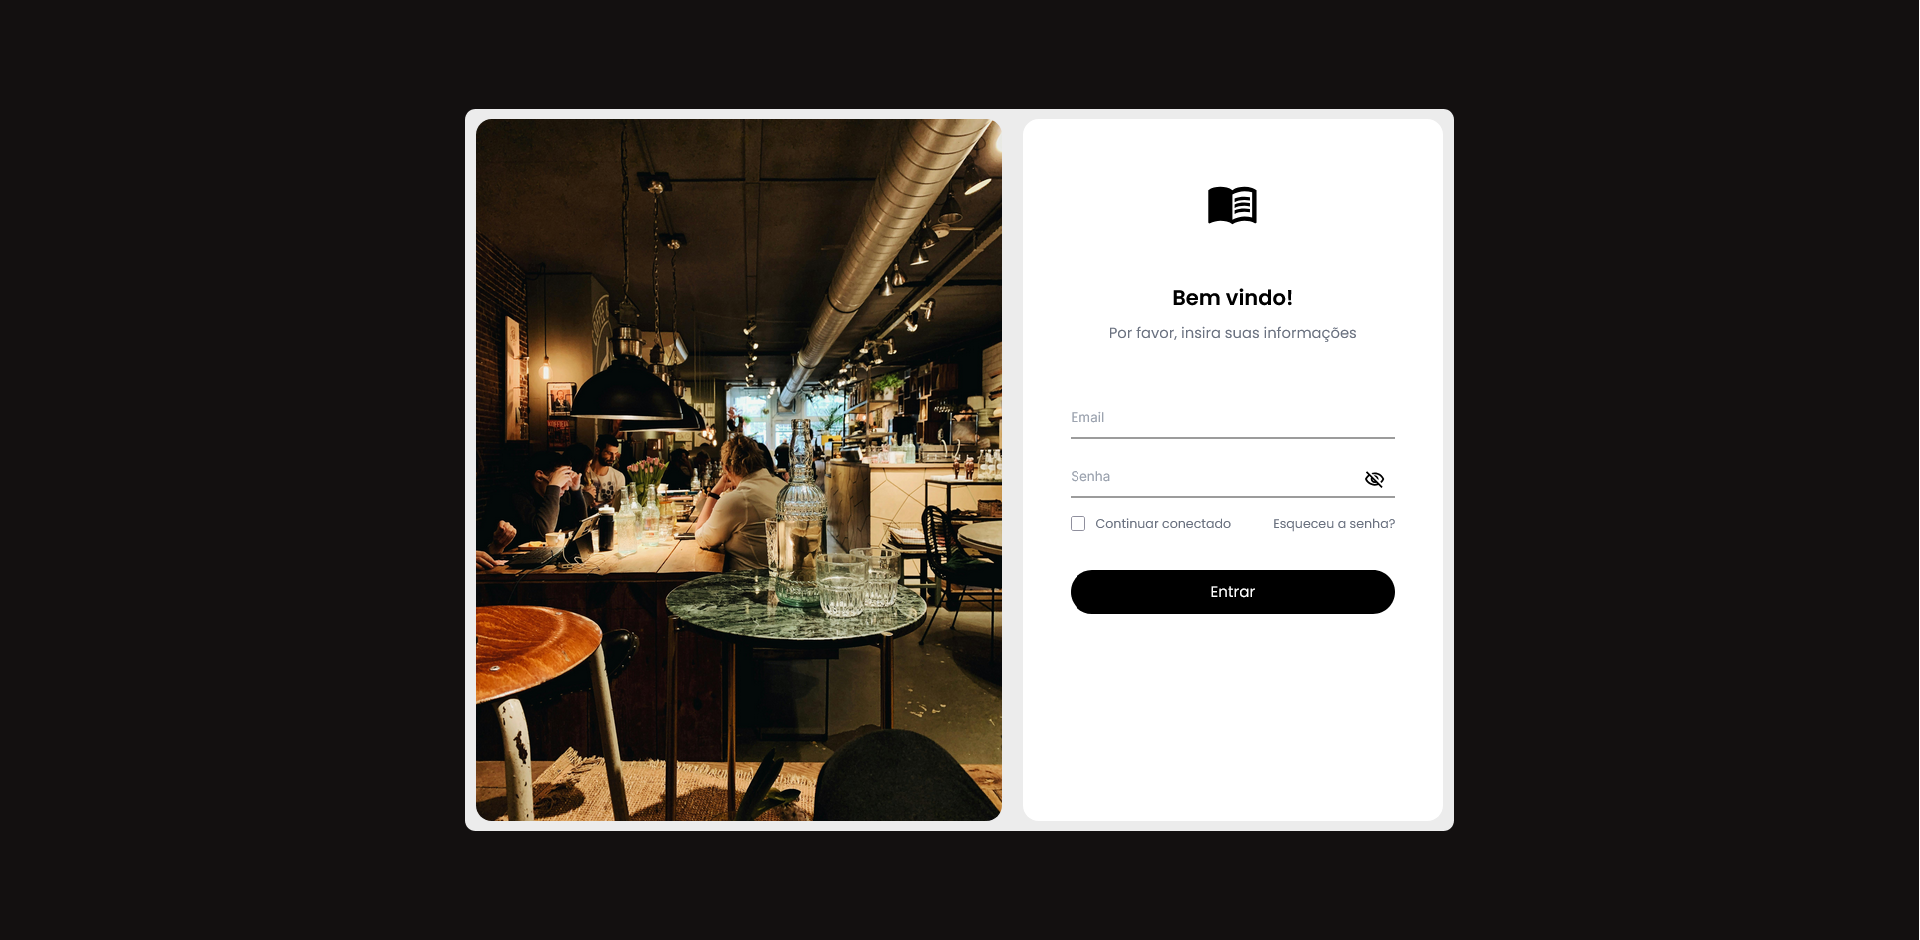 Bem vindo!
Por favor, insira suas informações
Email
Senha
Continuar conectado
Esqueceu a senha?
Entrar